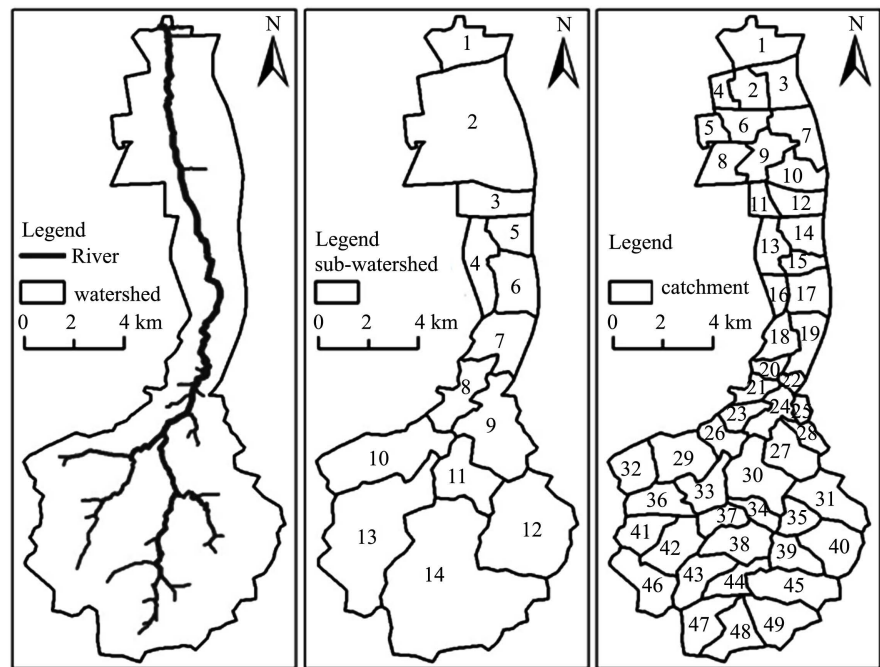 N
Legend
River
watershed
0 2 4 km
N
1
2
3
5
4
6
7
8
9
10
11
12
13
14
Legend
sub-watershed
0 2 4 km
N
1
3
4 2
6
5 7
9
8
10
11 12
14
13
15
16 17
18 19
20
21 22
24
23 25
26 28
27
29
32 30
33 31
36
34
37 35
41
38 40
42 39
43
46 44 45
47 48 49
Legend
catchment
0 2 4 km